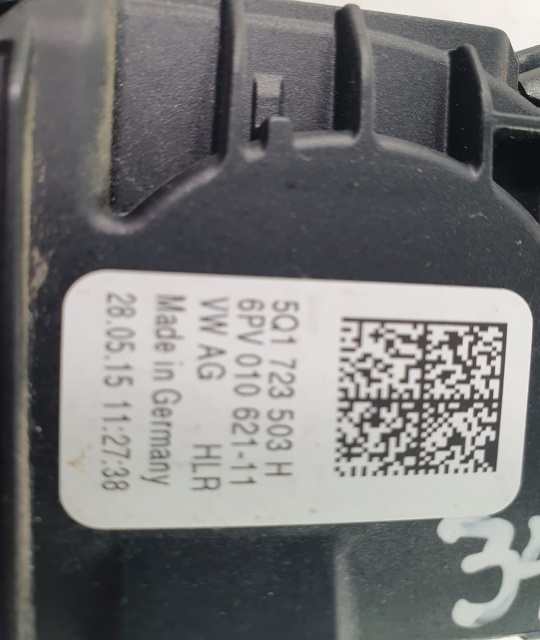 5Q1 723 503 H
6PV 010 621-11
VW AG HLR
Made in Germany
28.05.15 11:27:38